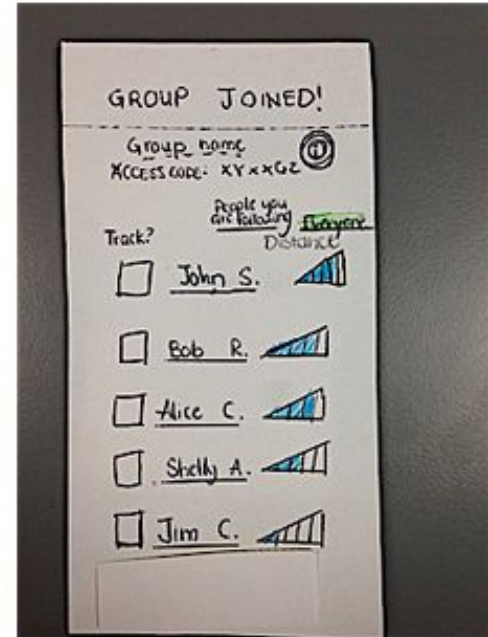 GROUP JOINED!
Group name
ACCESS CODE: XYxxGZ
People you
are following Everyone
Track? Distance
John S.
Bob R.
Alice C.
Shelly A.
Jim C.